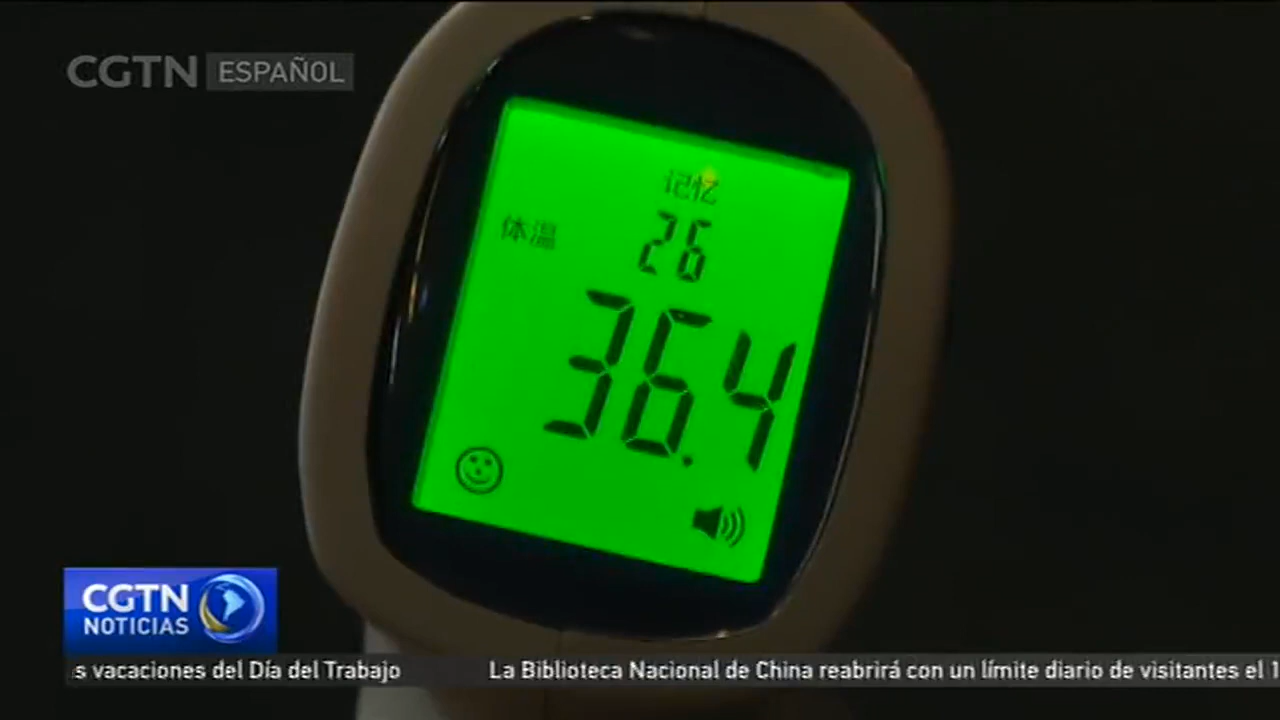 CGTN ESPAÑOL
记忆
体温 26
36.4
CGTN
NOTICIAS
s vacaciones del Día del Trabajo La Biblioteca Nacional de China reabrirá con un límite diario de visitantes el 1